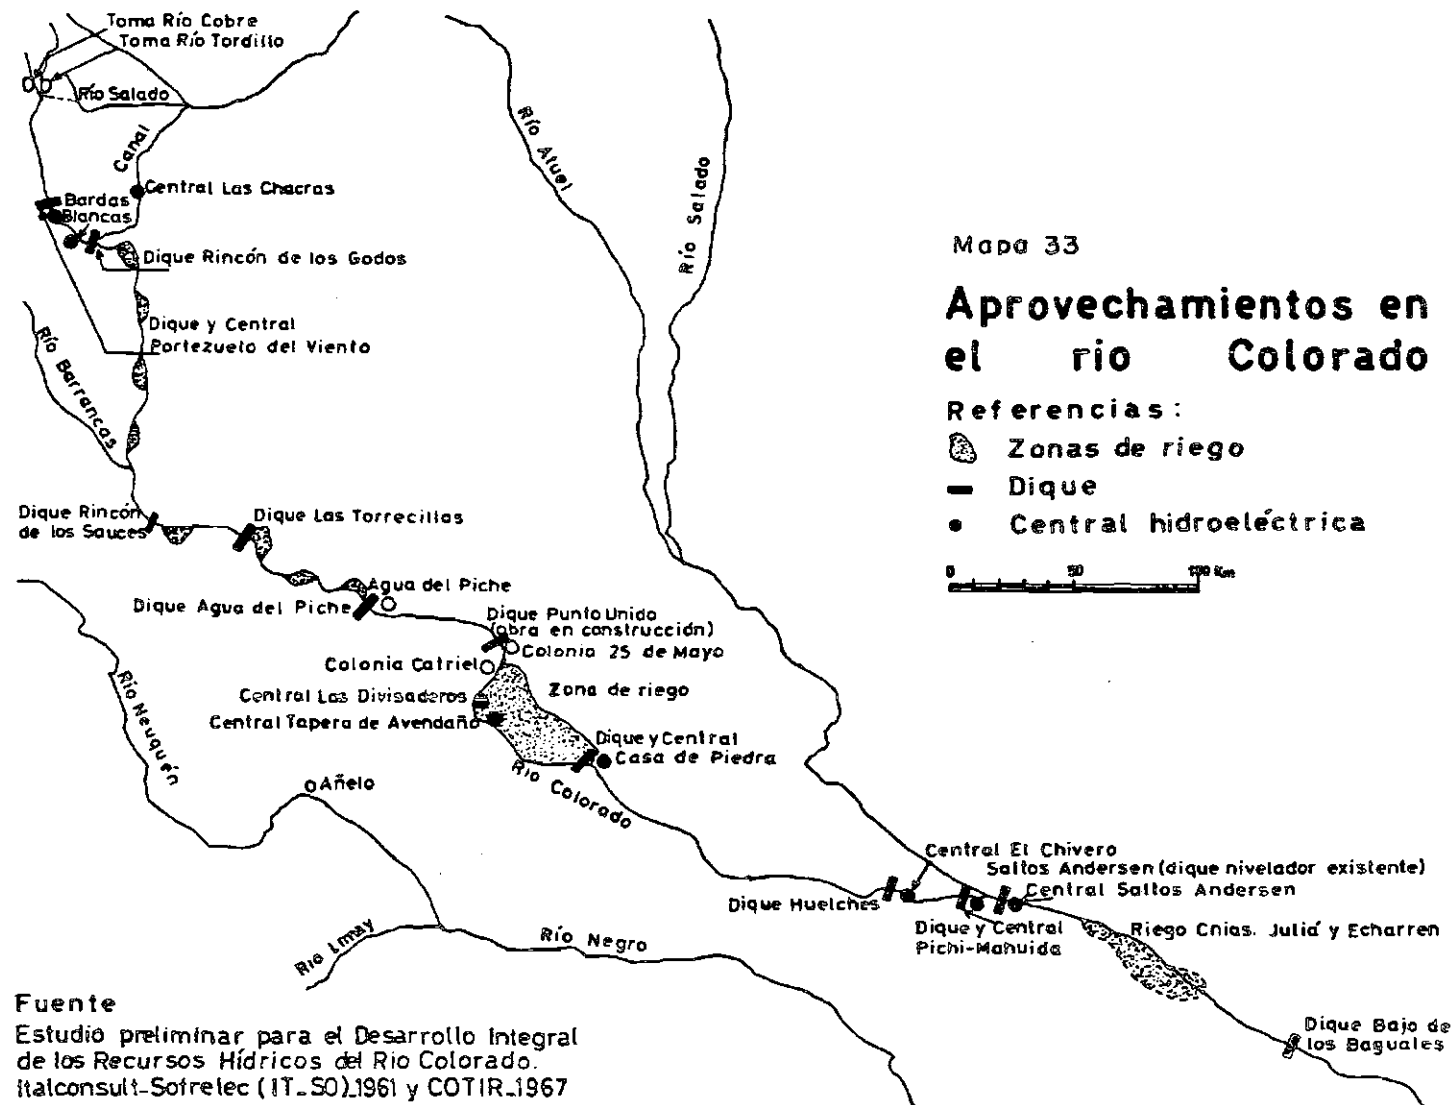 Toma Río Cobre
Toma Río Tordillo
Río Salado
Canal
Central Las Chacras
Bardas
Blancas
Dique Rincón de los Godos
Dique y Central
Portezuelo del Viento
Río Barrancas
Río Atuel
Río Salado
Mapa 33
Aprovechamientos en
el rio Colorado
Referencias:
Zonas de riego
Dique
Central hidroeléctrica
0 50 100 Km
Dique Rincón
de los Sauces
Dique Las Torrecillas
Agua del Piche
Dique Agua del Piche
Dique Punto Unido
(obra en construcción)
Colonia 25 de Mayo
Colonia Catriel
Zona de riego
Central Los Divisaderos
Central Tapera de Avendaño
Dique y Central
Casa de Piedra
Río Colorado
Río Neuquén
Añelo
Río Limay
Río Negro
Central El Chivero
Saltos Andersen (dique nivelador existente)
Central Saltos Andersen
Dique Huelches
Dique y Central
Pichi-Mahuida
Riego Cnias. Juliá y Echarren
Dique Bajo de
los Baguales
Fuente
Estudio preliminar para el Desarrollo Integral
de los Recursos Hídricos del Rio Colorado.
Italconsult-Sofrelec (IT_SO)_1961 y COTIR_1967